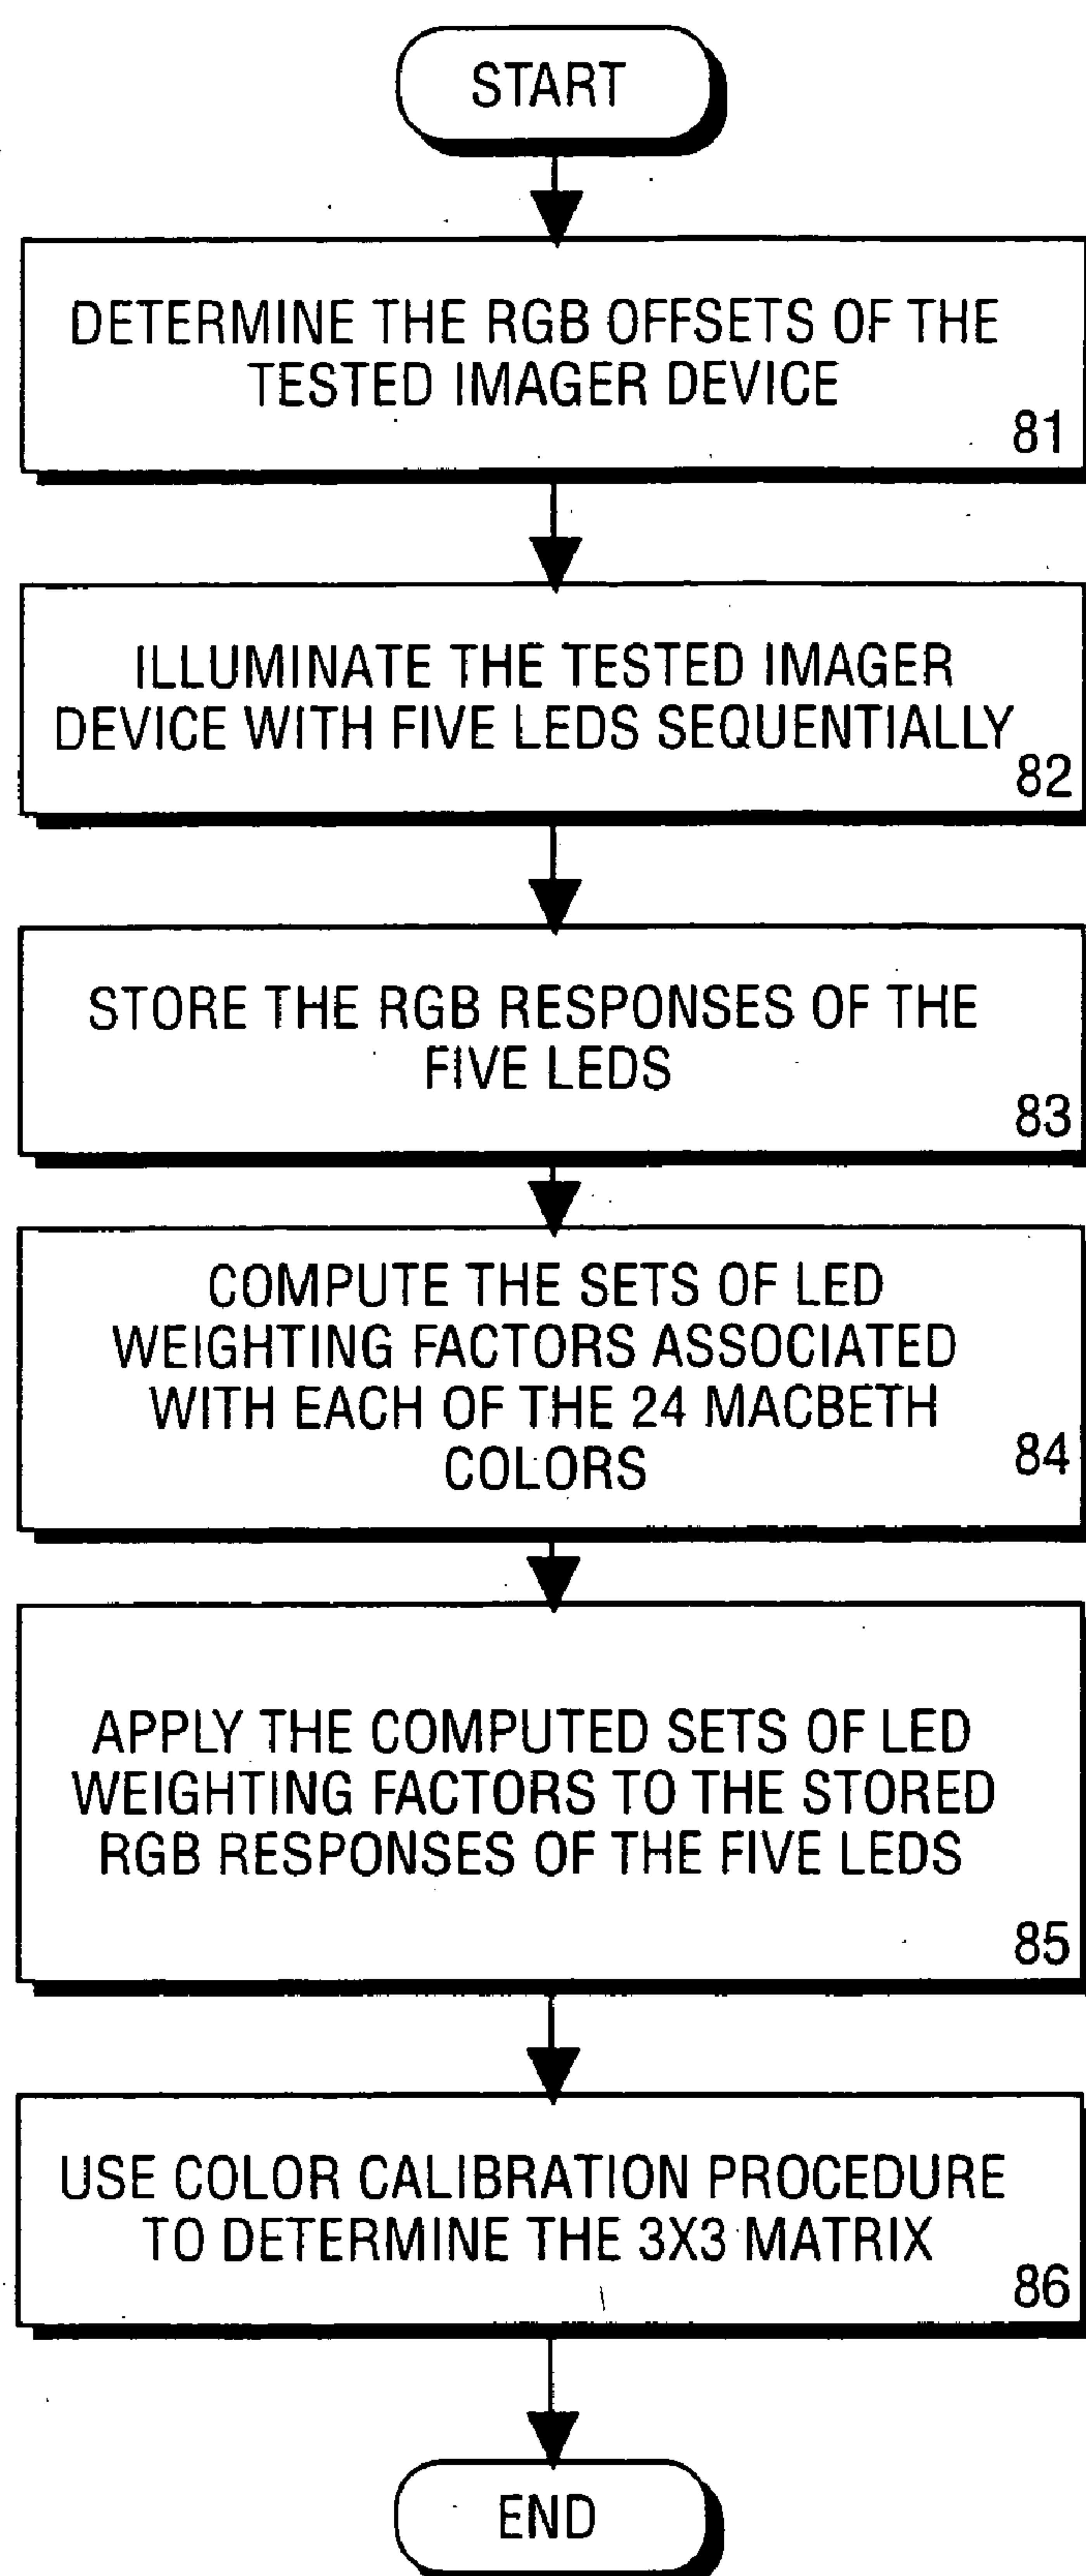 START
DETERMINE THE RGB OFFSETS OF THE
TESTED IMAGER DEVICE
81
ILLUMINATE THE TESTED IMAGER
DEVICE WITH FIVE LEDS SEQUENTIALLY
82
STORE THE RGB RESPONSES OF THE
FIVE LEDS
83
COMPUTE THE SETS OF LED
WEIGHTING FACTORS ASSOCIATED
WITH EACH OF THE 24 MACBETH
COLORS
84
APPLY THE COMPUTED SETS OF LED
WEIGHTING FACTORS TO THE STORED
RGB RESPONSES OF THE FIVE LEDS
85
USE COLOR CALIBRATION PROCEDURE
TO DETERMINE THE 3X3 MATRIX
86
END